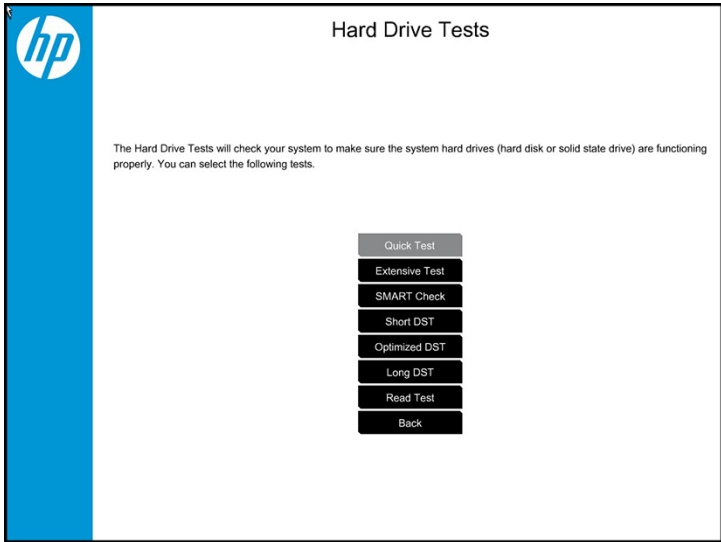 hp
Hard Drive Tests
The Hard Drive Tests will check your system to make sure the system hard drives (hard disk or solid state drive) are functioning
properly. You can select the following tests.
Quick Test
Extensive Test
SMART Check
Short DST
Optimized DST
Long DST
Read Test
Back